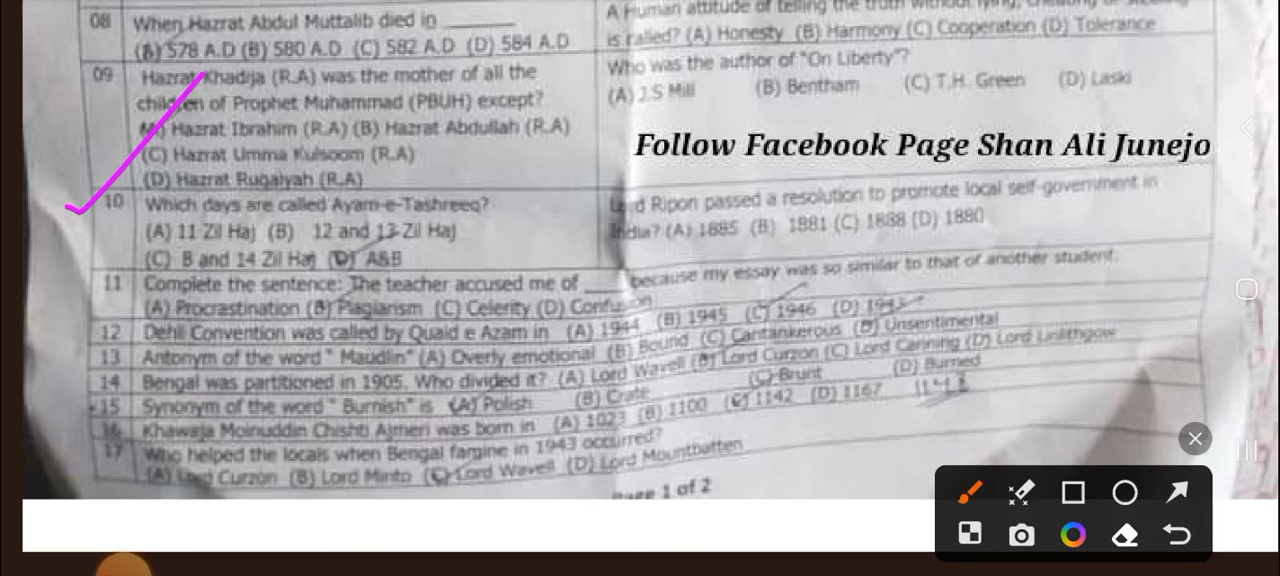 08 When Hazrat Abdul Muttalib died in ______
(A) 578 A.D (B) 580 A.D (C) 582 A.D (D) 584 A.D
A Human attitude of telling the truth without lying, cheating or
is called? (A) Honesty (B) Harmony (C) Cooperation (D) Tolerance
09 Hazrat Khadija (R.A) was the mother of all the
children of Prophet Muhammad (PBUH) except?
Hazrat Ibrahim (R.A) (B) Hazrat Abdullah (R.A)
(C) Hazrat Umma Kulsoom (R.A)
(D) Hazrat Ruqaiyah (R.A)
Who was the author of "On Liberty"?
(A) J.S Mill (B) Bentham (C) T.H. Green (D) Laski
Follow Facebook Page Shan Ali Junejo
10 Which days are called Ayam-e-Tashreeq?
(A) 11 Zil Haj (B) 12 and 13 Zil Haj
(C) B and 14 Zil Haj (D) A&B
Lord Ripon passed a resolution to promote local self-government in
India? (A) 1885 (B) 1881 (C) 1888 (D) 1880
11 Complete the sentence: The teacher accused me of ____ because my essay was so similar to that of another student.
(A) Procrastination (B) Plagiarism (C) Celerity (D) Confusion
12 Dehli Convention was called by Quaid e Azam in (A) 1944 (B) 1945 (C) 1946 (D) 1943
13 Antonym of the word " Maudlin" (A) Overly emotional (B) Bound (C) Cantankerous (D) Unsentimental
14 Bengal was partitioned in 1905. Who divided it? (A) Lord Wavell (B) Lord Curzon (C) Lord Canning (D) Lord Linlithgow
15 Synonym of the word " Burnish" is (A) Polish (B) Crate (C) Brunt (D) Burned
16 Khawaja Moinuddin Chishti Ajmeri was born in (A) 1023 (B) 1100 (C) 1142 (D) 1167
17 Who helped the locals when Bengal famine in 1943 occurred?
(A) Lord Curzon (B) Lord Minto (C) Lord Wavell (D) Lord Mountbatten
Page 1 of 2